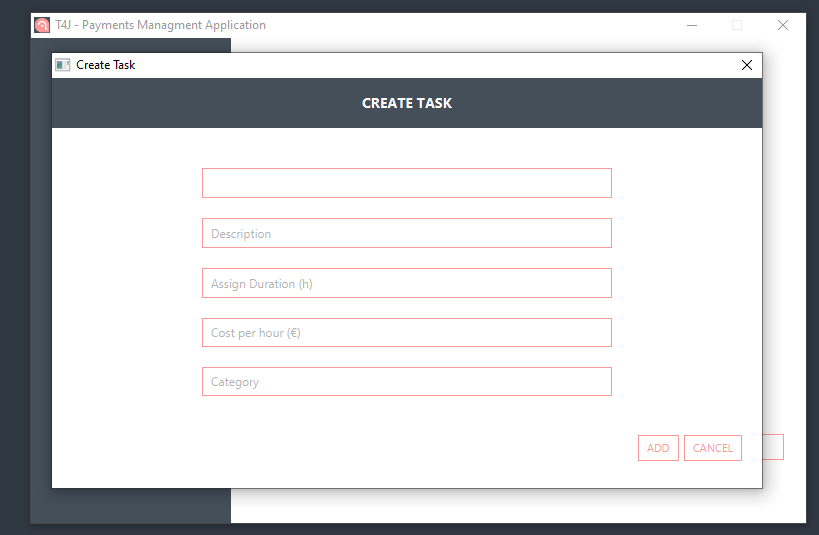 T4J - Payments Managment Application
Create Task
CREATE TASK
Description
Assign Duration (h)
Cost per hour (€)
Category
ADD
CANCEL